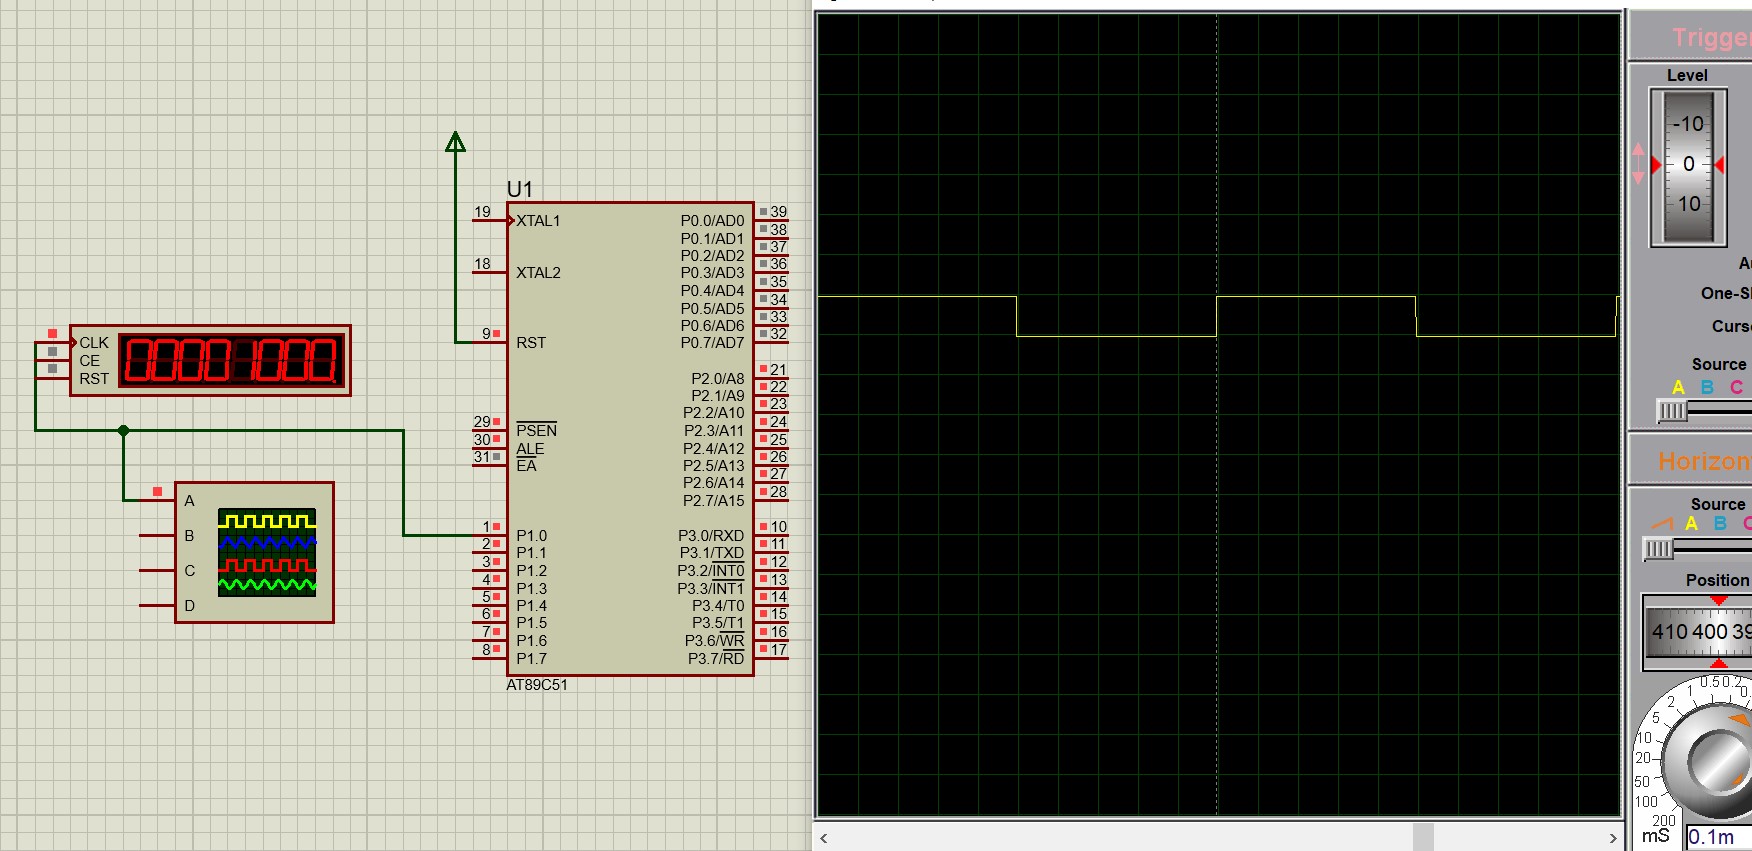 U1
19
XTAL1
18
XTAL2
9
RST
29
PSEN
30
ALE
31
EA
1
P1.0
2
P1.1
3
P1.2
4
P1.3
5
P1.4
6
P1.5
7
P1.6
8
P1.7
P0.0/AD0
39
P0.1/AD1
38
P0.2/AD2
37
P0.3/AD3
36
P0.4/AD4
35
P0.5/AD5
34
P0.6/AD6
33
P0.7/AD7
32
P2.0/A8
21
P2.1/A9
22
P2.2/A10
23
P2.3/A11
24
P2.4/A12
25
P2.5/A13
26
P2.6/A14
27
P2.7/A15
28
P3.0/RXD
10
P3.1/TXD
11
P3.2/INT0
12
P3.3/INT1
13
P3.4/T0
14
P3.5/T1
15
P3.6/WR
16
P3.7/RD
17
AT89C51
CLK
CE
RST
00001000
A
B
C
D
Trigge
Level
-10
0
10
Au
One-S
Curs
Source
A B C
Horizon
Source
A B C
Position
410 400 39
0.5 0.2
1
2
5
10
20
50
100
200
mS
0.1m